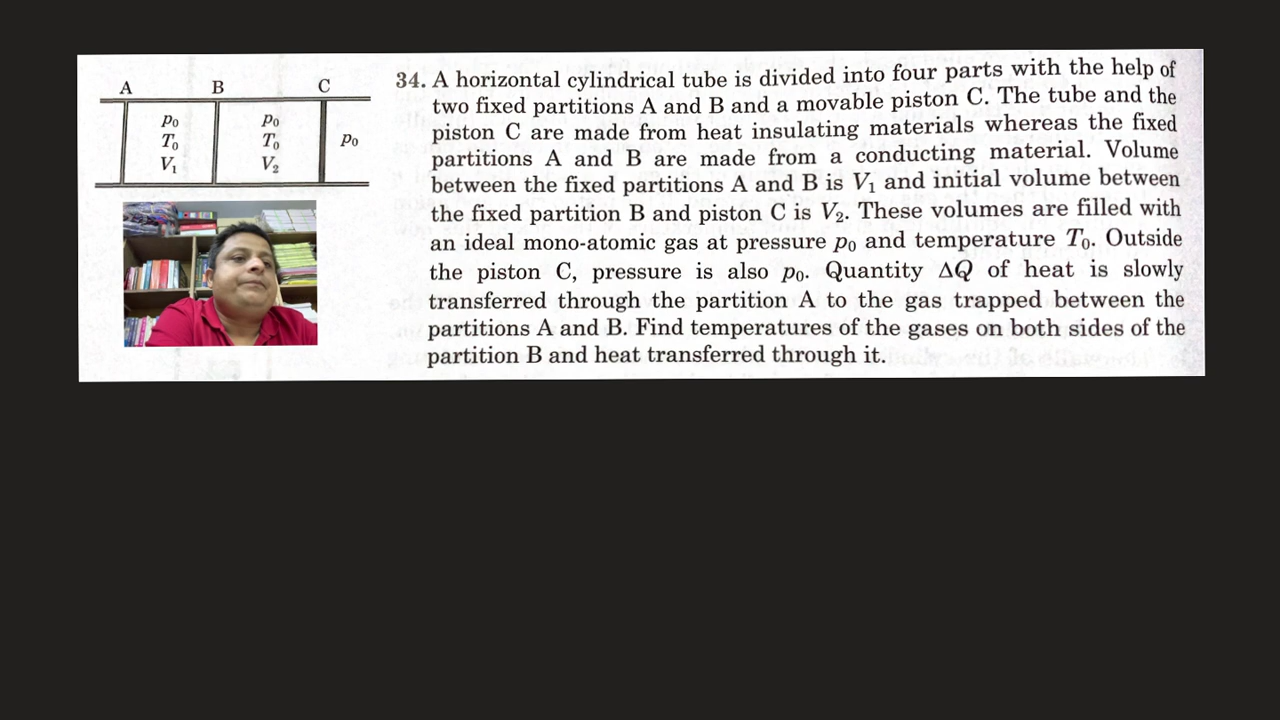 A B C
p₀ p₀
T₀ T₀ p₀
V₁ V₂
34. A horizontal cylindrical tube is divided into four parts with the help of
two fixed partitions A and B and a movable piston C. The tube and the
piston C are made from heat insulating materials whereas the fixed
partitions A and B are made from a conducting material. Volume
between the fixed partitions A and B is V₁ and initial volume between
the fixed partition B and piston C is V₂. These volumes are filled with
an ideal mono-atomic gas at pressure p₀ and temperature T₀. Outside
the piston C, pressure is also p₀. Quantity ΔQ of heat is slowly
transferred through the partition A to the gas trapped between the
partitions A and B. Find temperatures of the gases on both sides of the
partition B and heat transferred through it.